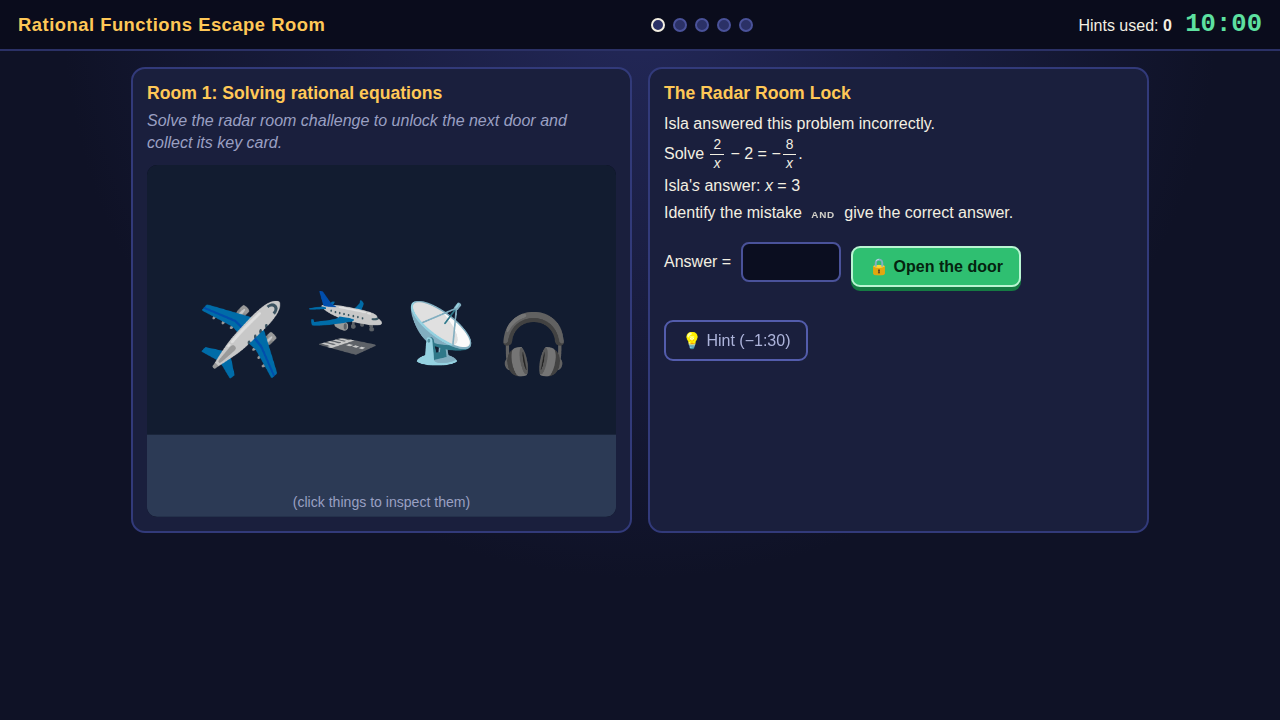 Rational Functions Escape Room
Hints used: 0 10:00
Room 1: Solving rational equations
Solve the radar room challenge to unlock the next door and
collect its key card.
(click things to inspect them)
The Radar Room Lock
Isla answered this problem incorrectly.
Solve 2/x − 2 = −8/x.
Isla's answer: x = 3
Identify the mistake AND give the correct answer.
Answer =
🔒 Open the door
💡 Hint (−1:30)